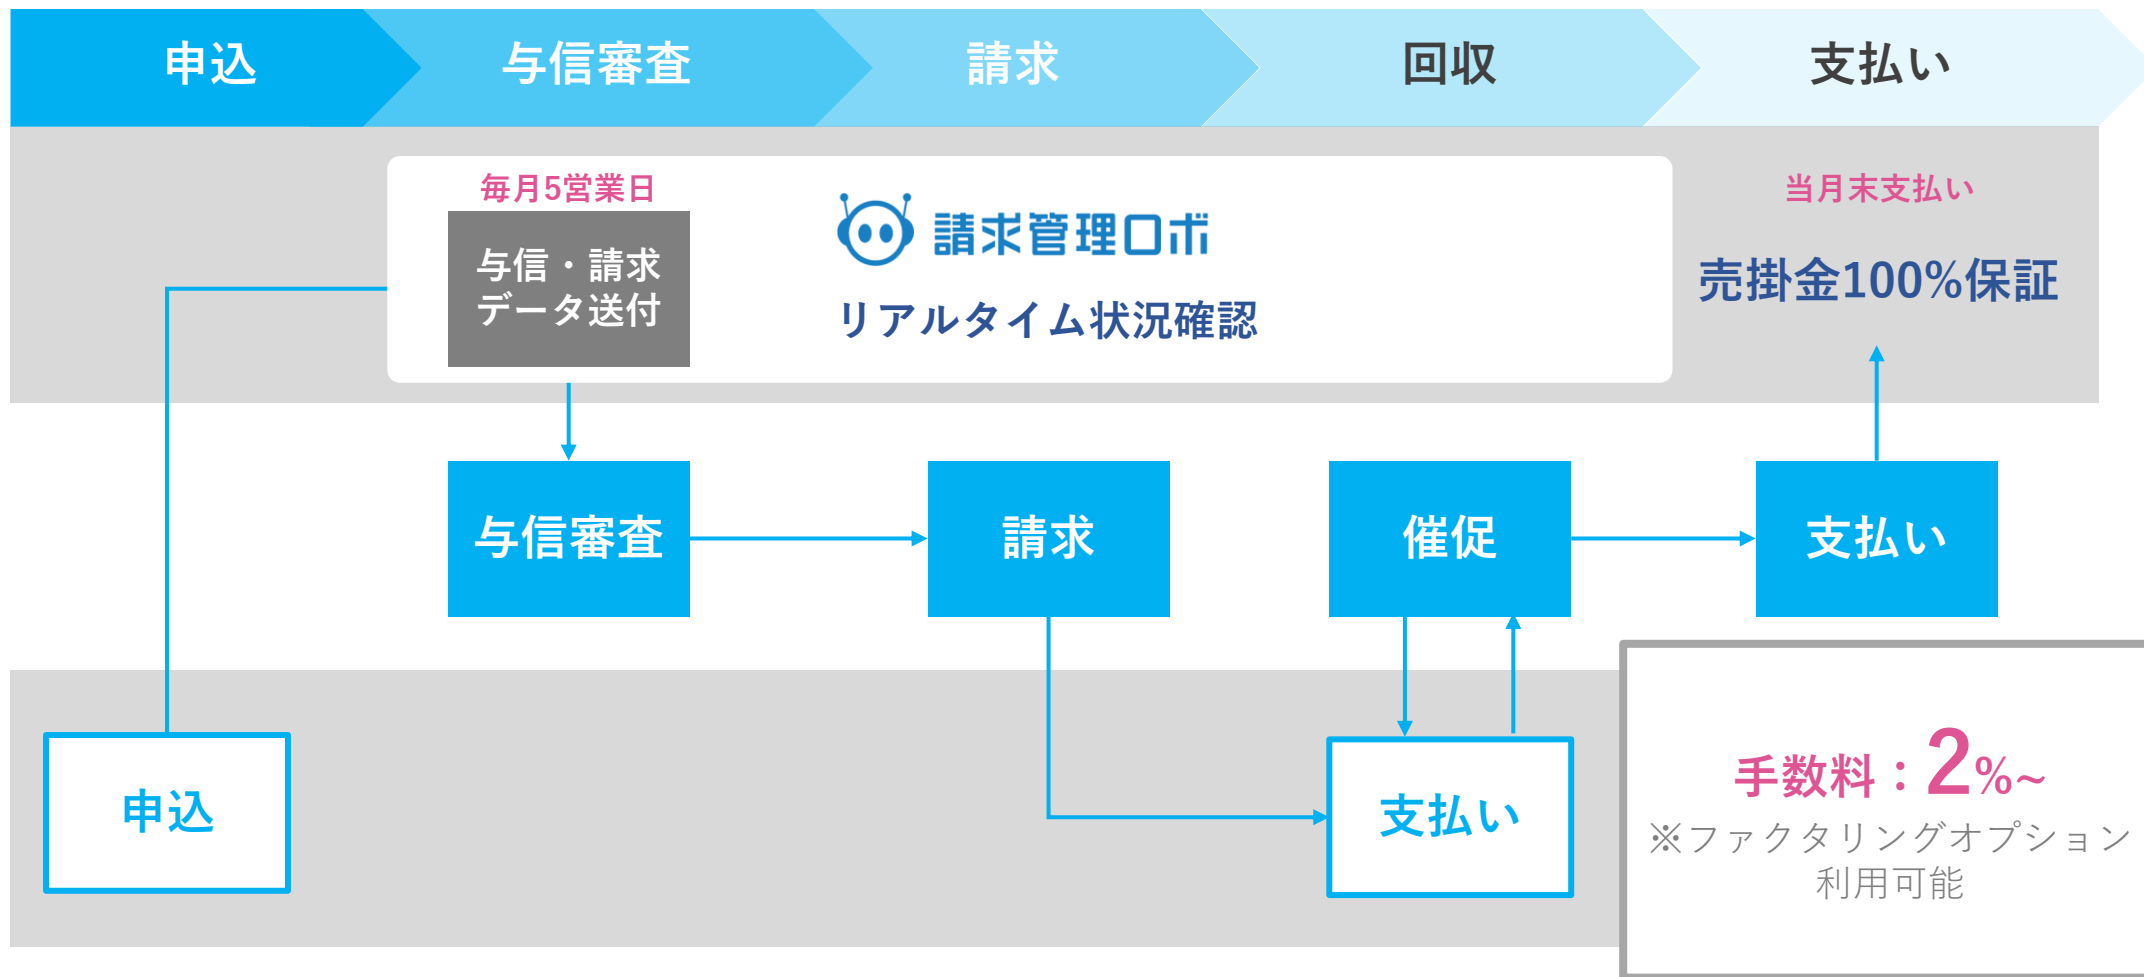 申込
与信審査
請求
回収
支払い
毎月5営業日
与信・請求
データ送付
請求管理ロボ
リアルタイム状況確認
当月末支払い
売掛金100%保証
与信審査
請求
催促
支払い
申込
支払い
手数料：2%~
※ファクタリングオプション
利用可能